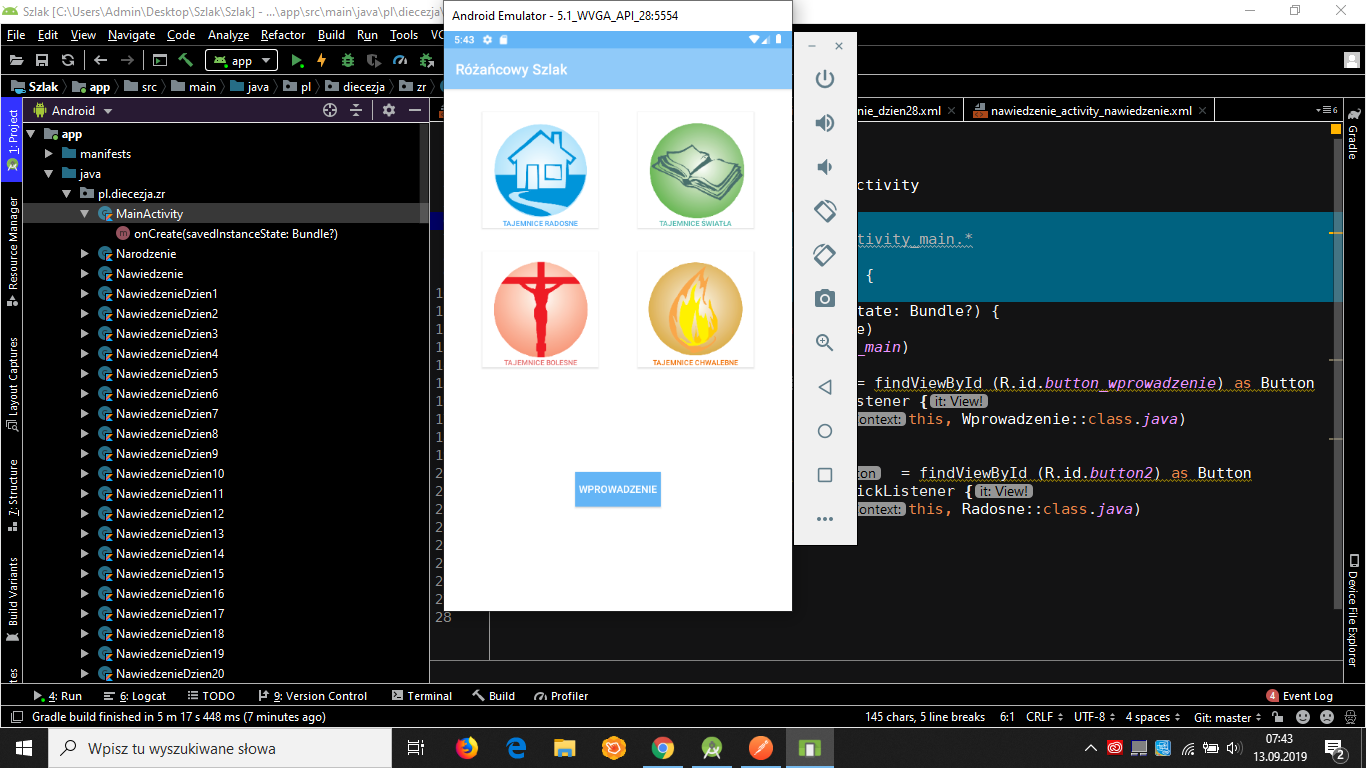 Szlak [C:\Users\Admin\Desktop\Szlak\Szlak] - ...\app\src\main\java\pl\diecezja\
File Edit View Navigate Code Analyze Refactor Build Run Tools
app
Szlak app src main java pl diecezja zr
Android
app
manifests
java
pl.diecezja.zr
MainActivity
onCreate(savedInstanceState: Bundle?)
Narodzenie
Nawiedzenie
NawiedzenieDzien1
NawiedzenieDzien2
NawiedzenieDzien3
NawiedzenieDzien4
NawiedzenieDzien5
NawiedzenieDzien6
NawiedzenieDzien7
NawiedzenieDzien8
NawiedzenieDzien9
NawiedzenieDzien10
NawiedzenieDzien11
NawiedzenieDzien12
NawiedzenieDzien13
NawiedzenieDzien14
NawiedzenieDzien15
NawiedzenieDzien16
NawiedzenieDzien17
NawiedzenieDzien18
NawiedzenieDzien19
NawiedzenieDzien20
1: Project
Resource Manager
Layout Captures
7: Structure
Build Variants
Android Emulator - 5.1_WVGA_API_28:5554
5:43
Różańcowy Szlak
TAJEMNICE RADOSNE
TAJEMNICE ŚWIATŁA
TAJEMNICE BOLESNE
TAJEMNICE CHWALEBNE
WPROWADZENIE
nie_dzien28.xml nawiedzenie_activity_nawiedzenie.xml 6
ctivity
tivity_main.*
{
tate: Bundle?) {
e)
_main)
= findViewById (R.id.button_wprowadzenie) as Button
stener { it: View!
Context: this, Wprowadzenie::class.java)
ton = findViewById (R.id.button2) as Button
ickListener { it: View!
Context: this, Radosne::class.java)
28
Gradle
Device File Explorer
4: Run 6: Logcat TODO 9: Version Control Terminal Build Profiler 4 Event Log
Gradle build finished in 5 m 17 s 448 ms (7 minutes ago) 145 chars, 5 line breaks 6:1 CRLF UTF-8 4 spaces Git: master
Wpisz tu wyszukiwane słowa
07:43
13.09.2019
2